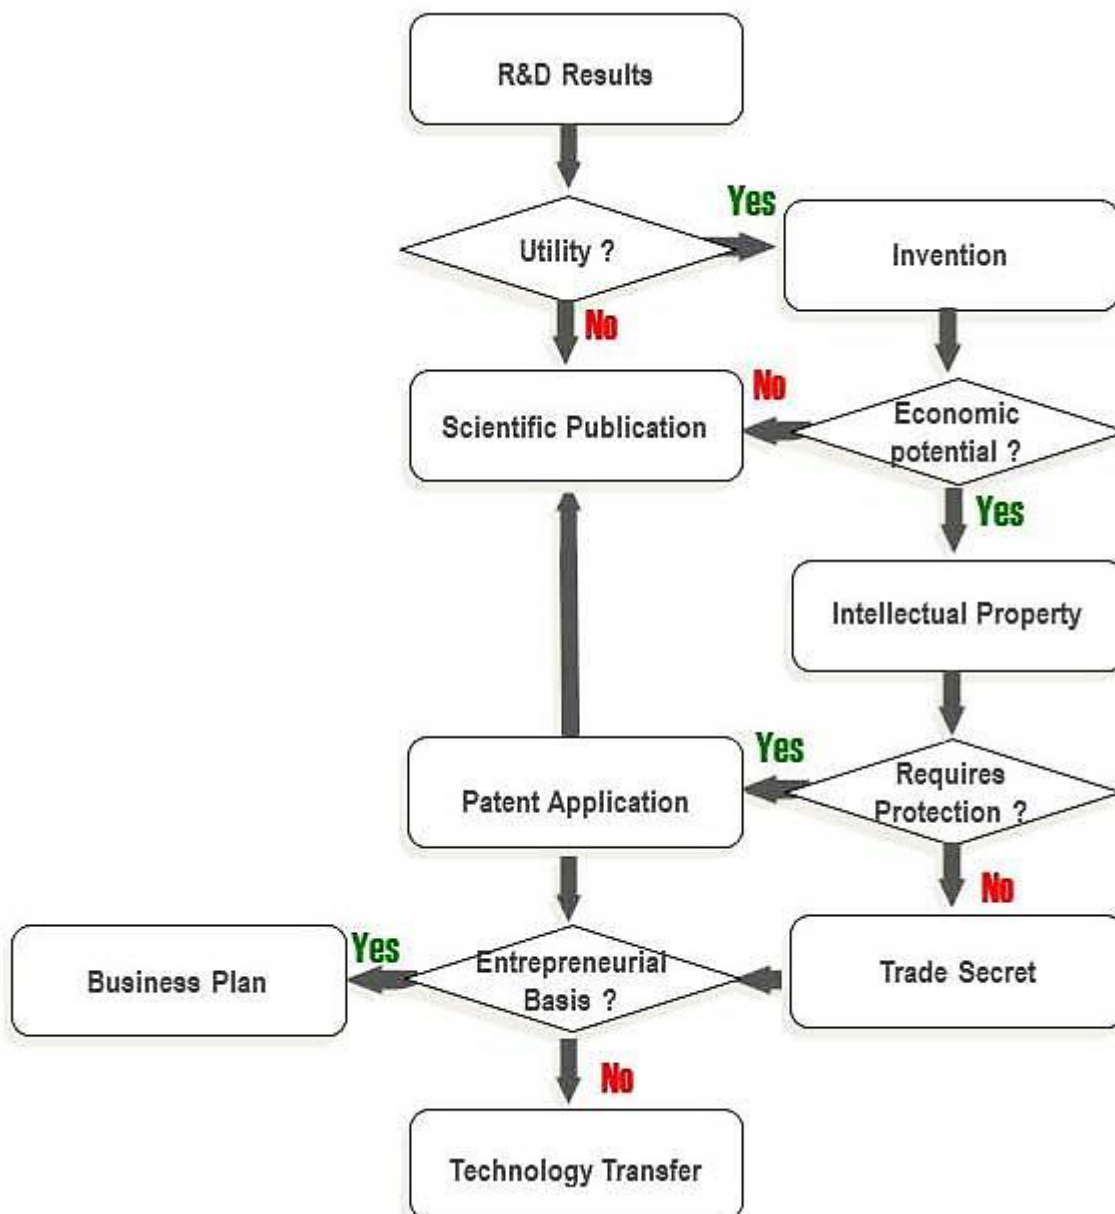 R&D Results
Yes
Utility ?
Invention
No
No
Scientific Publication
Economic
potential ?
Yes
Intellectual Property
Yes
Requires
Protection ?
Patent Application
No
Yes
Entrepreneurial
Basis ?
Business Plan
Trade Secret
No
Technology Transfer